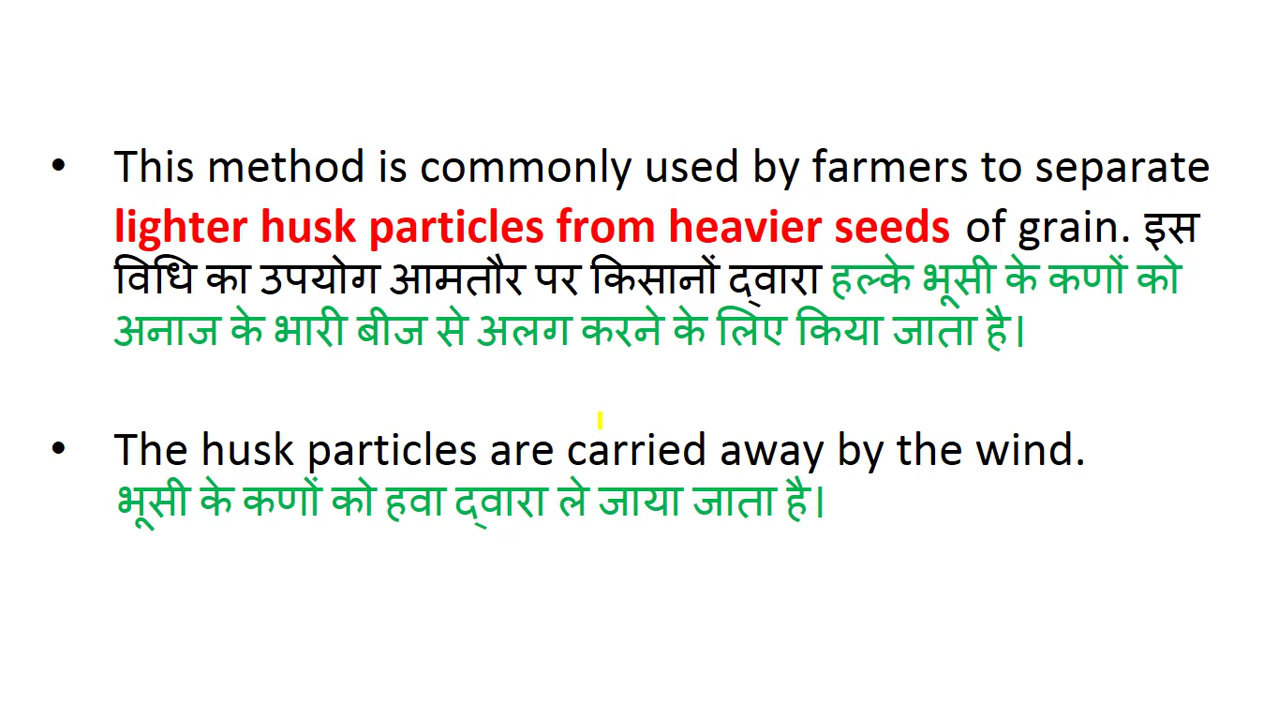 • This method is commonly used by farmers to separate
lighter husk particles from heavier seeds of grain. इस
विधि का उपयोग आमतौर पर किसानों द्वारा हल्के भूसी के कणों को
अनाज के भारी बीज से अलग करने के लिए किया जाता है।
• The husk particles are carried away by the wind.
भूसी के कणों को हवा द्वारा ले जाया जाता है।